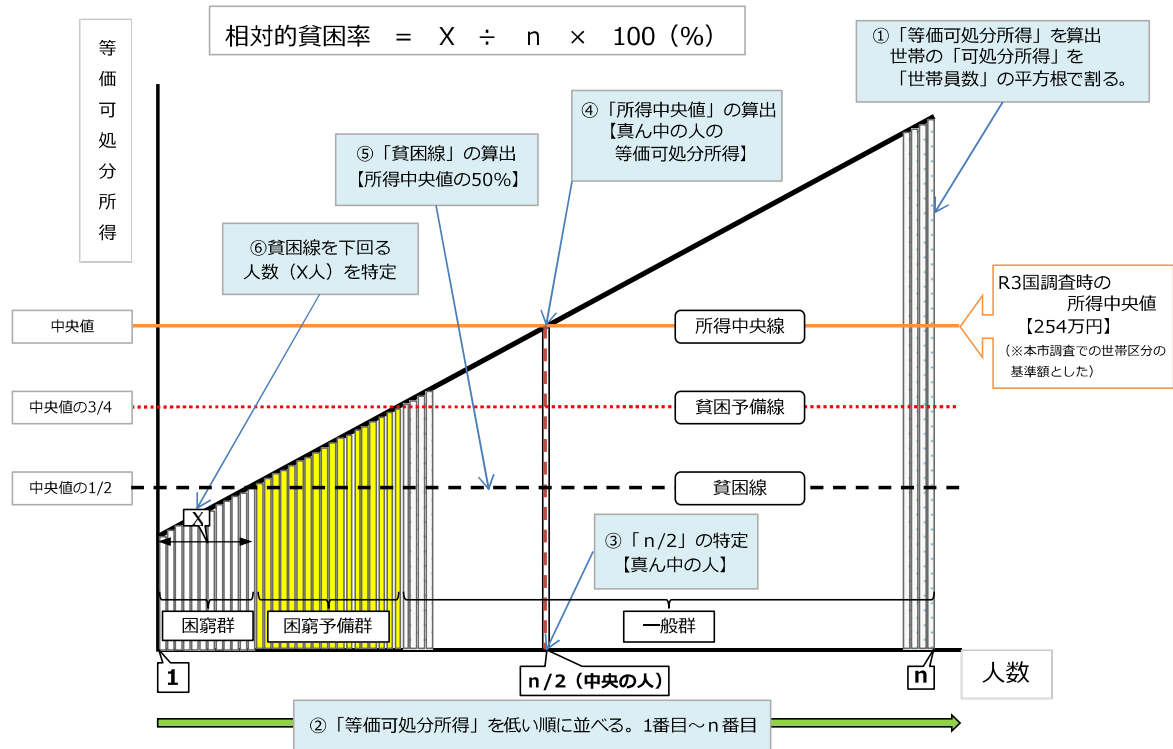 相対的貧困率 ＝ X ÷ n × 100（%）
等価可処分所得
①「等価可処分所得」を算出
世帯の「可処分所得」を
「世帯員数」の平方根で割る。
④「所得中央値」の算出
【真ん中の人の
等価可処分所得】
⑤「貧困線」の算出
【所得中央値の50%】
⑥貧困線を下回る
人数（X人）を特定
R3国調査時の
所得中央値
【254万円】
（※本市調査での世帯区分の
基準額とした）
中央値
所得中央線
中央値の3/4
貧困予備線
中央値の1/2
貧困線
X
③「n/2」の特定
【真ん中の人】
困窮群
困窮予備群
一般群
1
n/2（中央の人）
n
人数
②「等価可処分所得」を低い順に並べる。1番目～n番目